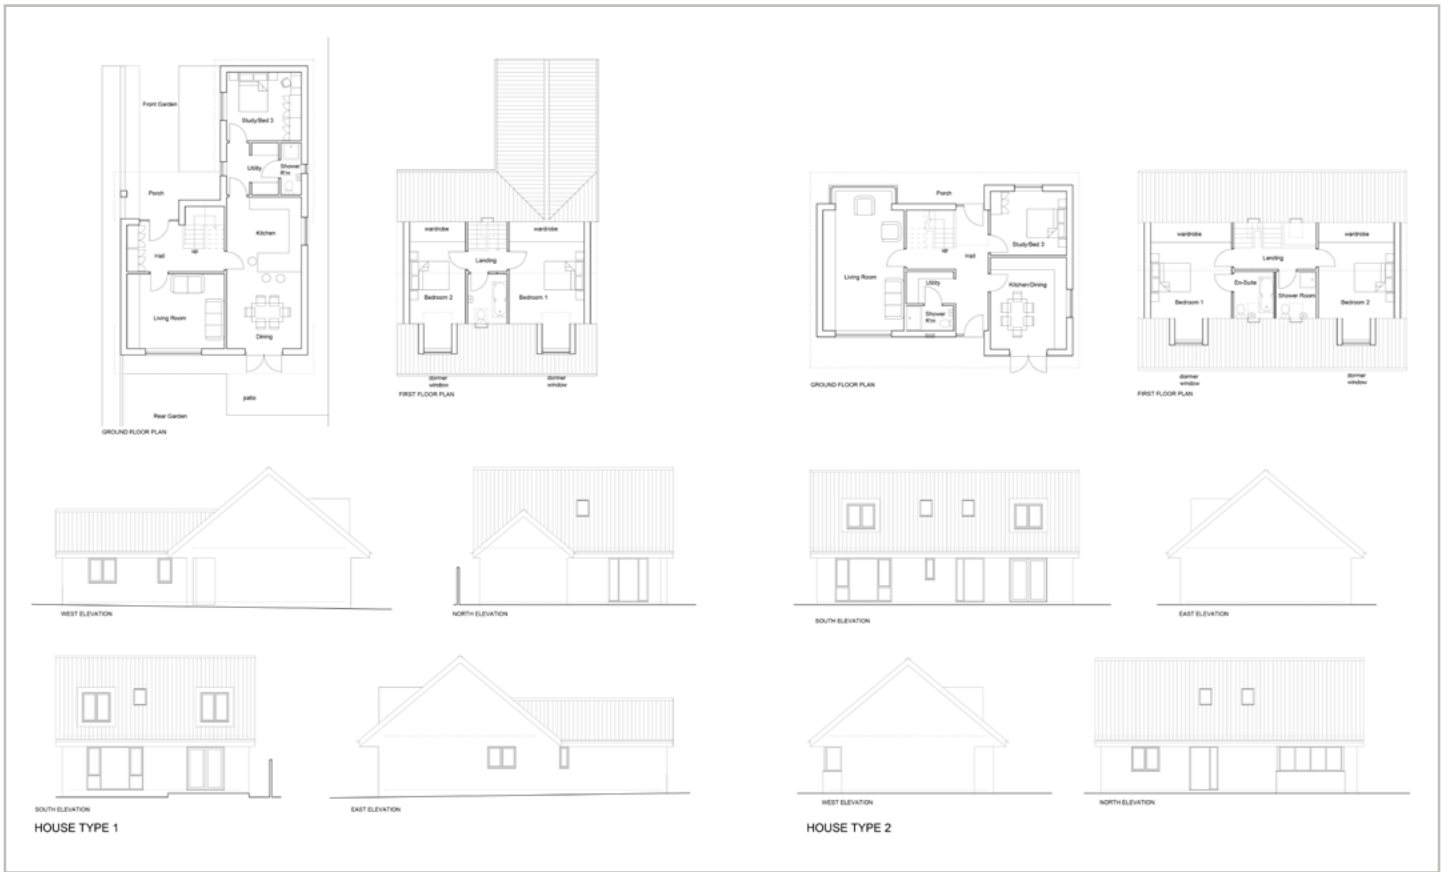 Front Garden
Study/Bed 3
Utility
Shower
R'm
Porch
Kitchen
up
Hall
Living Room
Dining
patio
Rear Garden
GROUND FLOOR PLAN
wardrobe
wardrobe
Landing
Bedroom 2
Bedroom 1
dormer
window
dormer
window
FIRST FLOOR PLAN
Porch
Study/Bed 3
up
Hall
Living Room
Utility
Kitchen/Dining
Shower
R'm
GROUND FLOOR PLAN
wardrobe
wardrobe
Landing
En-Suite
Shower Room
Bedroom 1
Bedroom 2
dormer
window
dormer
window
FIRST FLOOR PLAN
WEST ELEVATION
NORTH ELEVATION
SOUTH ELEVATION
EAST ELEVATION
SOUTH ELEVATION
EAST ELEVATION
WEST ELEVATION
NORTH ELEVATION
HOUSE TYPE 1
HOUSE TYPE 2